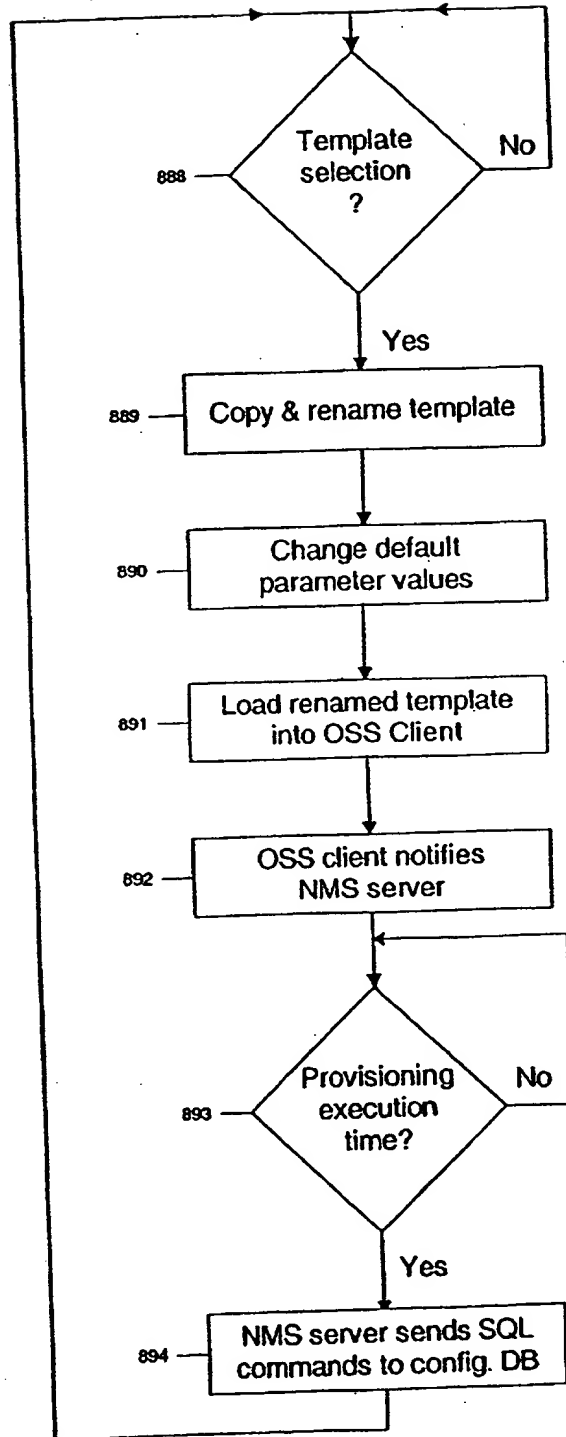 Template
selection
?
888
No
Yes
889
Copy & rename template
890
Change default
parameter values
891
Load renamed template
into OSS Client
892
OSS client notifies
NMS server
Provisioning
execution
time?
893
No
Yes
894
NMS server sends SQL
commands to config. DB